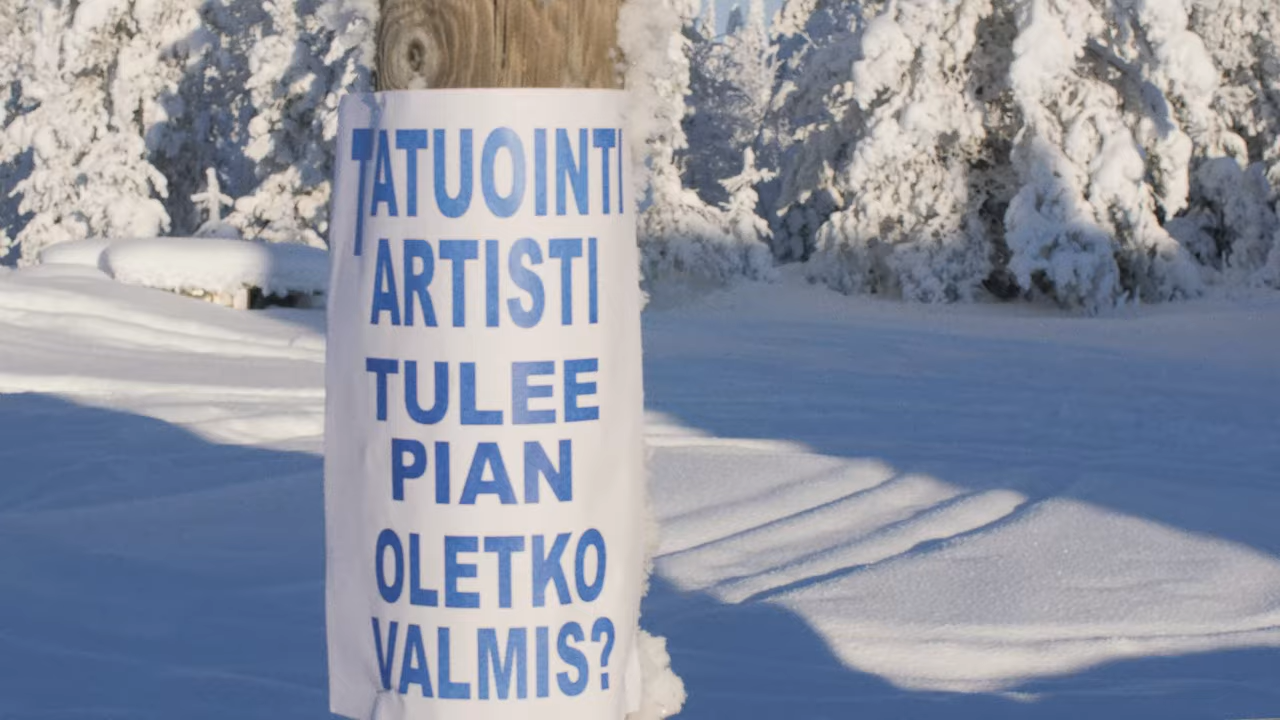 TATUOINTI
ARTISTI
TULEE
PIAN
OLETKO
VALMIS?